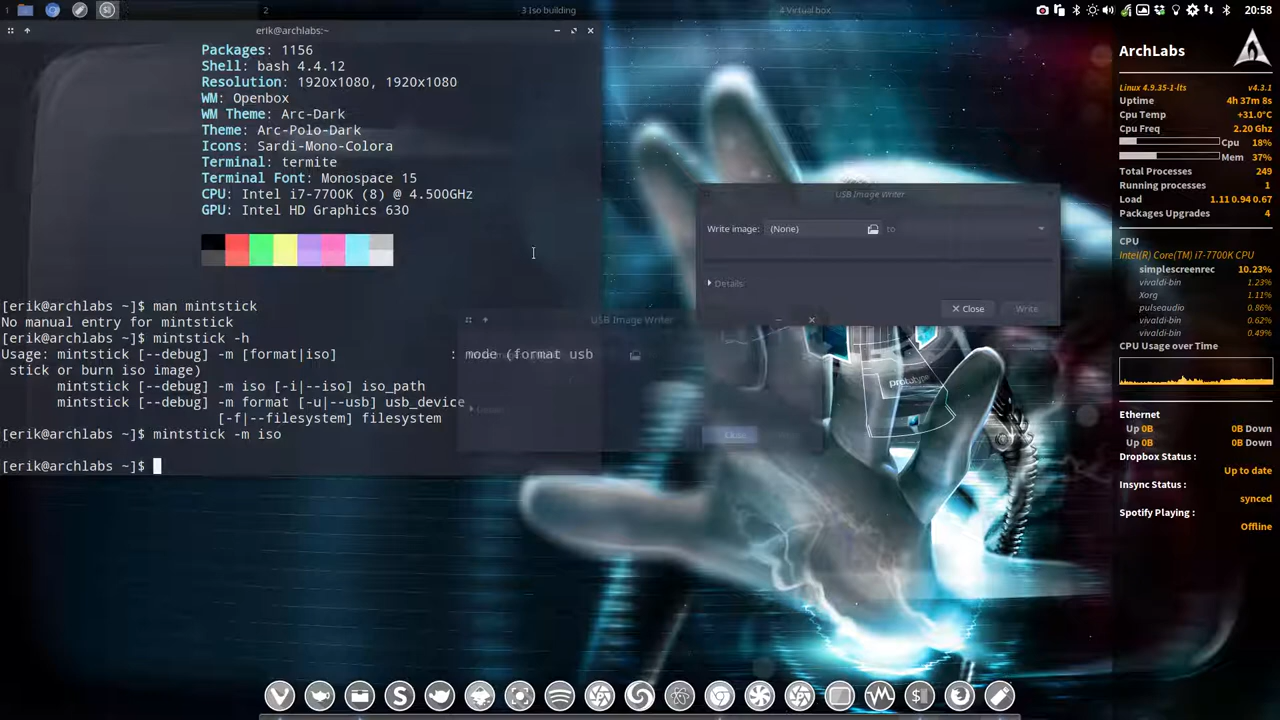 1
2
3 Iso building
4 Virtual box
20:58
erik@archlabs:~
Packages: 1156
Shell: bash 4.4.12
Resolution: 1920x1080, 1920x1080
WM: Openbox
WM Theme: Arc-Dark
Theme: Arc-Polo-Dark
Icons: Sardi-Mono-Colora
Terminal: termite
Terminal Font: Monospace 15
CPU: Intel i7-7700K (8) @ 4.500GHz
GPU: Intel HD Graphics 630
[erik@archlabs ~]$ man mintstick
No manual entry for mintstick
[erik@archlabs ~]$ mintstick -h
Usage: mintstick [--debug] -m [format|iso] : mode (format usb
stick or burn iso image)
mintstick [--debug] -m iso [-i|--iso] iso_path
mintstick [--debug] -m format [-u|--usb] usb_device
[-f|--filesystem] filesystem
[erik@archlabs ~]$ mintstick -m iso
[erik@archlabs ~]$
USB Image Writer
Write image: (None) to
Details
Close Write
USB Image Writer
Close
prototype
ArchLabs
Linux 4.9.35-1-lts v4.3.1
Uptime 4h 37m 8s
Cpu Temp +31.0°C
Cpu Freq 2.20 Ghz
Cpu 18%
Mem 37%
Total Processes 249
Running processes 1
Load 1.11 0.94 0.67
Packages Upgrades 4
CPU
Intel(R) Core(TM) i7-7700K CPU
simplescreenrec 10.23%
vivaldi-bin 1.23%
Xorg 1.11%
pulseaudio 0.86%
vivaldi-bin 0.62%
vivaldi-bin 0.49%
CPU Usage over Time
Ethernet
Up 0B 0B Down
Up 0B 0B Down
Dropbox Status :
Up to date
Insync Status :
synced
Spotify Playing :
Offline